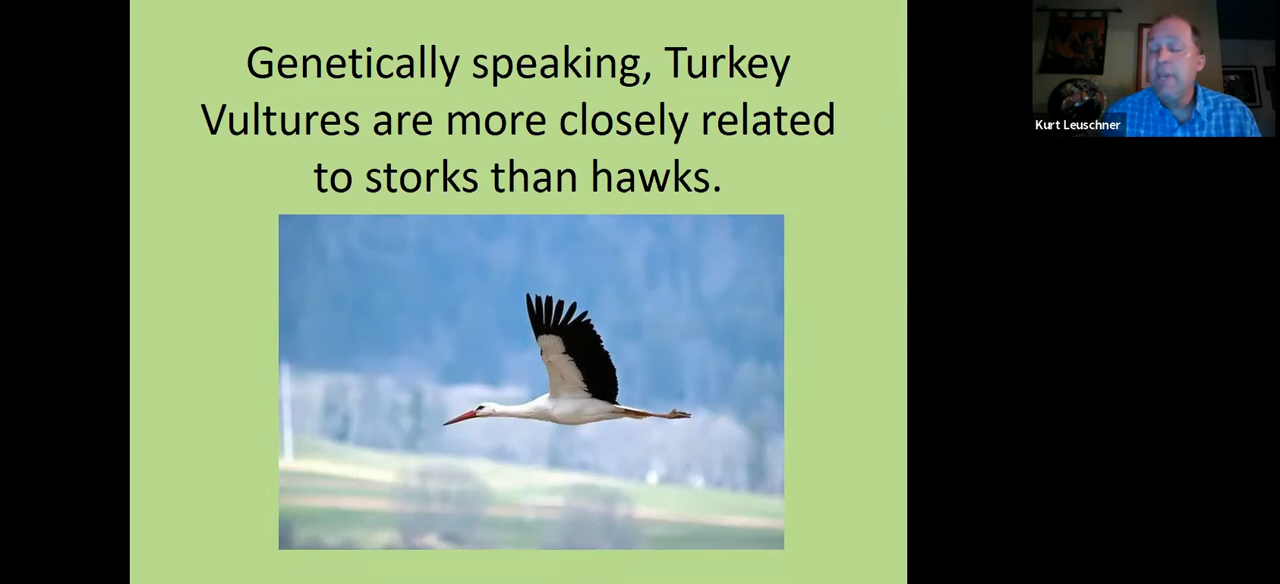 Genetically speaking, Turkey
Vultures are more closely related
to storks than hawks.
Kurt Leuschner